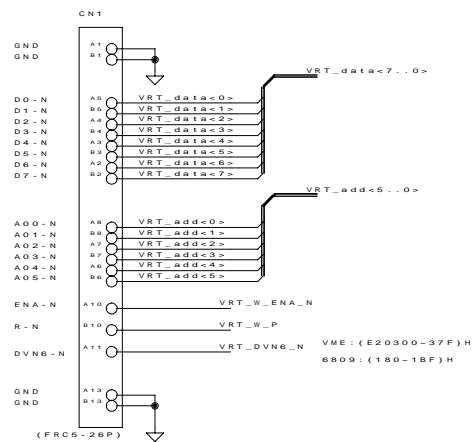 CN1
GND A1
GND B1
VRT_data<7..0>
D0-N A5 VRT_data<0>
D1-N B5 VRT_data<1>
D2-N A4 VRT_data<2>
D3-N B4 VRT_data<3>
D4-N A3 VRT_data<4>
D5-N B3 VRT_data<5>
D6-N A2 VRT_data<6>
D7-N B2 VRT_data<7>
VRT_add<5..0>
A00-N A8 VRT_add<0>
A01-N B8 VRT_add<1>
A02-N A7 VRT_add<2>
A03-N B7 VRT_add<3>
A04-N A6 VRT_add<4>
A05-N B6 VRT_add<5>
ENA-N A10 VRT_W_ENA_N
R-N B10 VRT_W_P
DVN6-N A11 VRT_DVN6_N VME:(E20300-37F)H
6809:(180-1BF)H
GND A13
GND B13
(FRC5-26P)